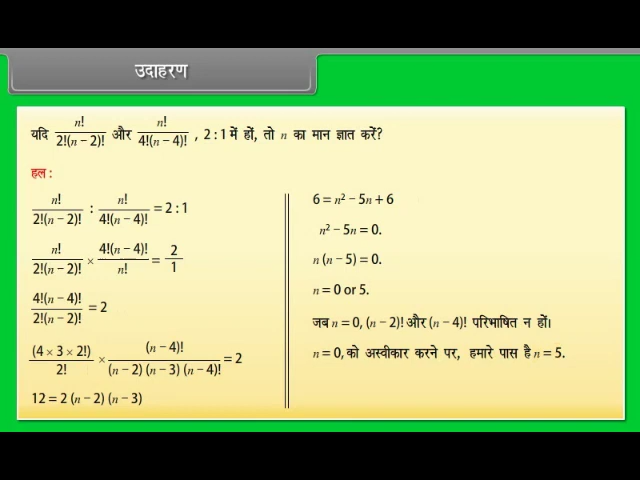 उदाहरण
यदि n!/2!(n − 2)! और n!/4!(n − 4)! , 2 : 1 में हों, तो n का मान ज्ञात करें?
हल :
n!/2!(n − 2)! : n!/4!(n − 4)! = 2 : 1
n!/2!(n − 2)! × 4!(n − 4)!/n! = 2/1
4!(n − 4)!/2!(n − 2)! = 2
(4 × 3 × 2!)/2! × (n − 4)!/(n − 2) (n − 3) (n − 4)! = 2
12 = 2 (n − 2) (n − 3)
6 = n² − 5n + 6
n² − 5n = 0.
n (n − 5) = 0.
n = 0 or 5.
जब n = 0, (n − 2)! और (n − 4)! परिभाषित न हों।
n = 0, को अस्वीकार करने पर, हमारे पास है n = 5.